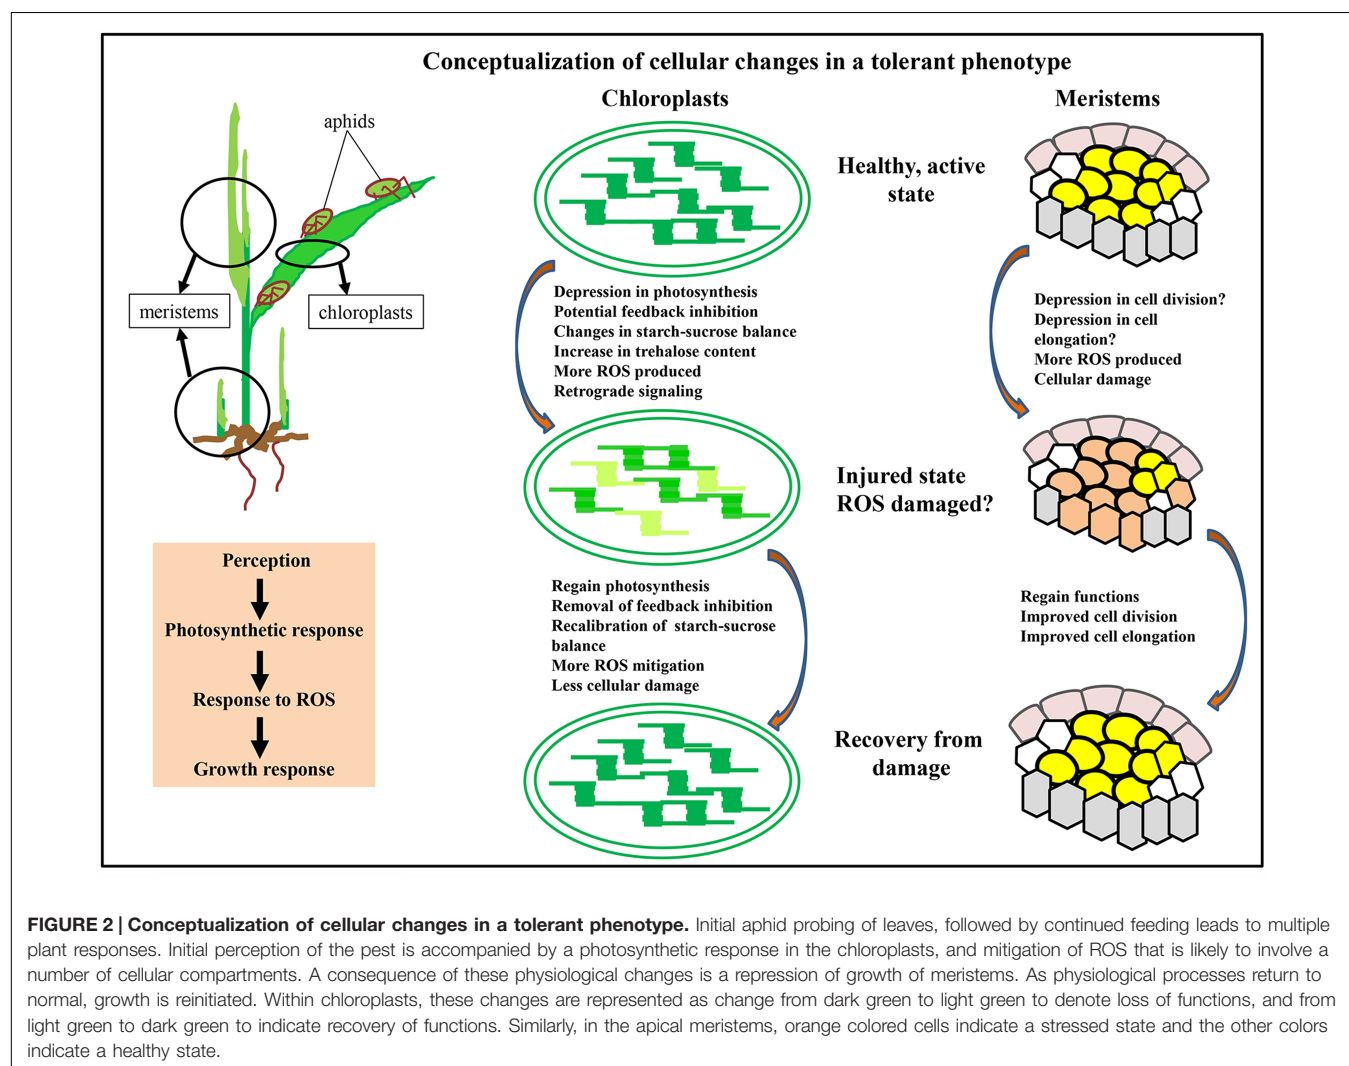 Conceptualization of cellular changes in a tolerant phenotype
aphids
meristems
chloroplasts
Perception
Photosynthetic response
Response to ROS
Growth response
Chloroplasts
Depression in photosynthesis
Potential feedback inhibition
Changes in starch-sucrose balance
Increase in trehalose content
More ROS produced
Retrograde signaling
Regain photosynthesis
Removal of feedback inhibition
Recalibration of starch-sucrose
balance
More ROS mitigation
Less cellular damage
Healthy, active
state
Injured state
ROS damaged?
Recovery from
damage
Meristems
Depression in cell division?
Depression in cell
elongation?
More ROS produced
Cellular damage
Regain functions
Improved cell division
Improved cell elongation
FIGURE 2 | Conceptualization of cellular changes in a tolerant phenotype. Initial aphid probing of leaves, followed by continued feeding leads to multiple
plant responses. Initial perception of the pest is accompanied by a photosynthetic response in the chloroplasts, and mitigation of ROS that is likely to involve a
number of cellular compartments. A consequence of these physiological changes is a repression of growth of meristems. As physiological processes return to
normal, growth is reinitiated. Within chloroplasts, these changes are represented as change from dark green to light green to denote loss of functions, and from
light green to dark green to indicate recovery of functions. Similarly, in the apical meristems, orange colored cells indicate a stressed state and the other colors
indicate a healthy state.